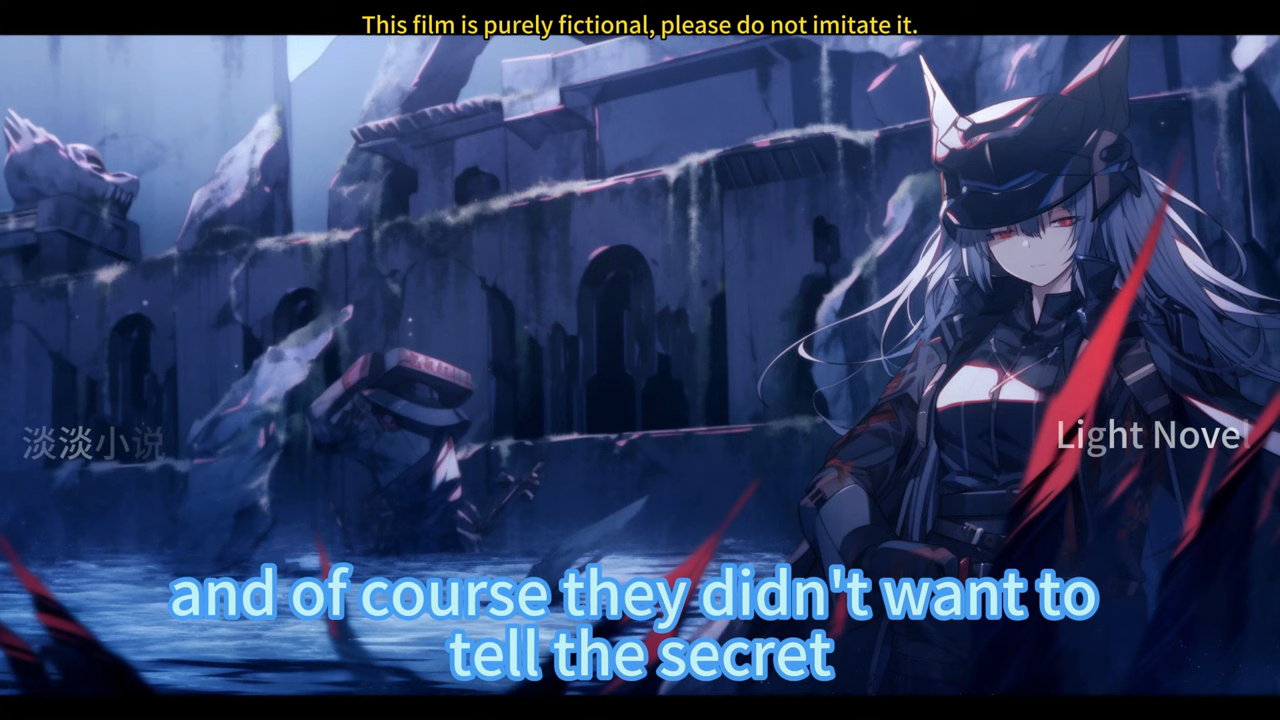 This film is purely fictional, please do not imitate it.
淡淡小说
Light Novel
and of course they didn't want to
tell the secret